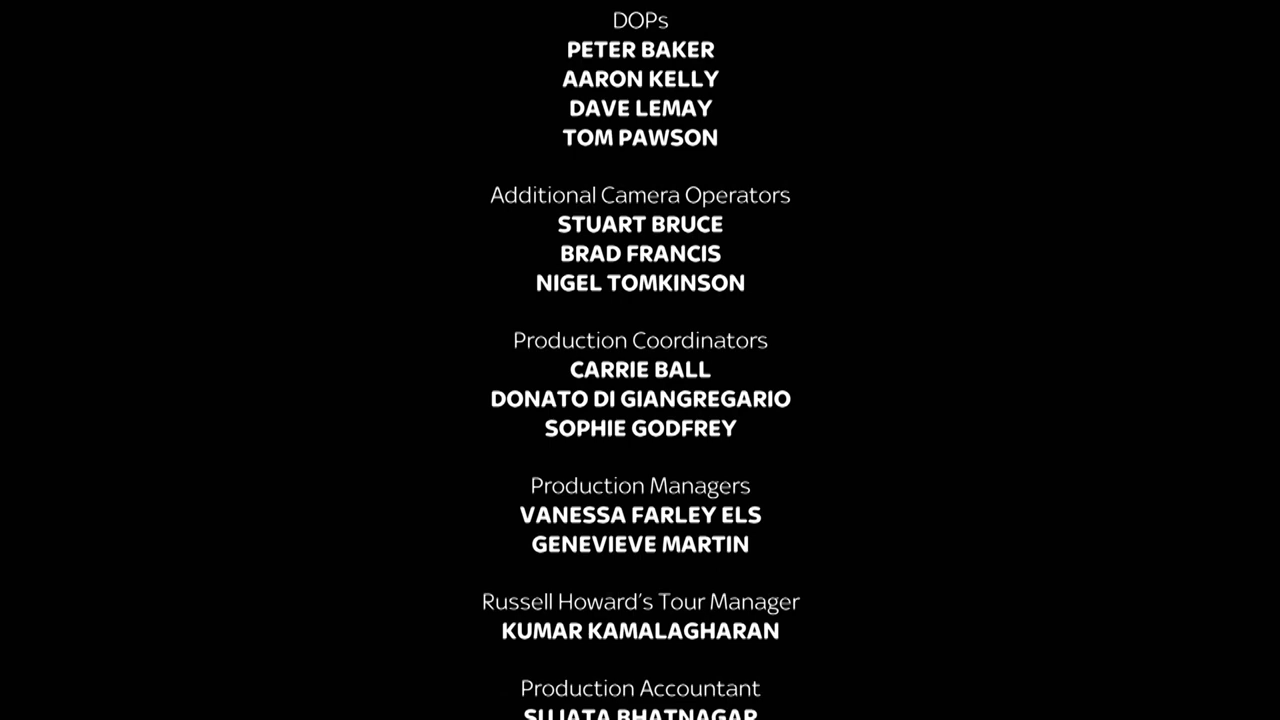 DOPs
PETER BAKER
AARON KELLY
DAVE LEMAY
TOM PAWSON
Additional Camera Operators
STUART BRUCE
BRAD FRANCIS
NIGEL TOMKINSON
Production Coordinators
CARRIE BALL
DONATO DI GIANGREGARIO
SOPHIE GODFREY
Production Managers
VANESSA FARLEY ELS
GENEVIEVE MARTIN
Russell Howard's Tour Manager
KUMAR KAMALAGHARAN
Production Accountant
SUJATA BHATNAGAR